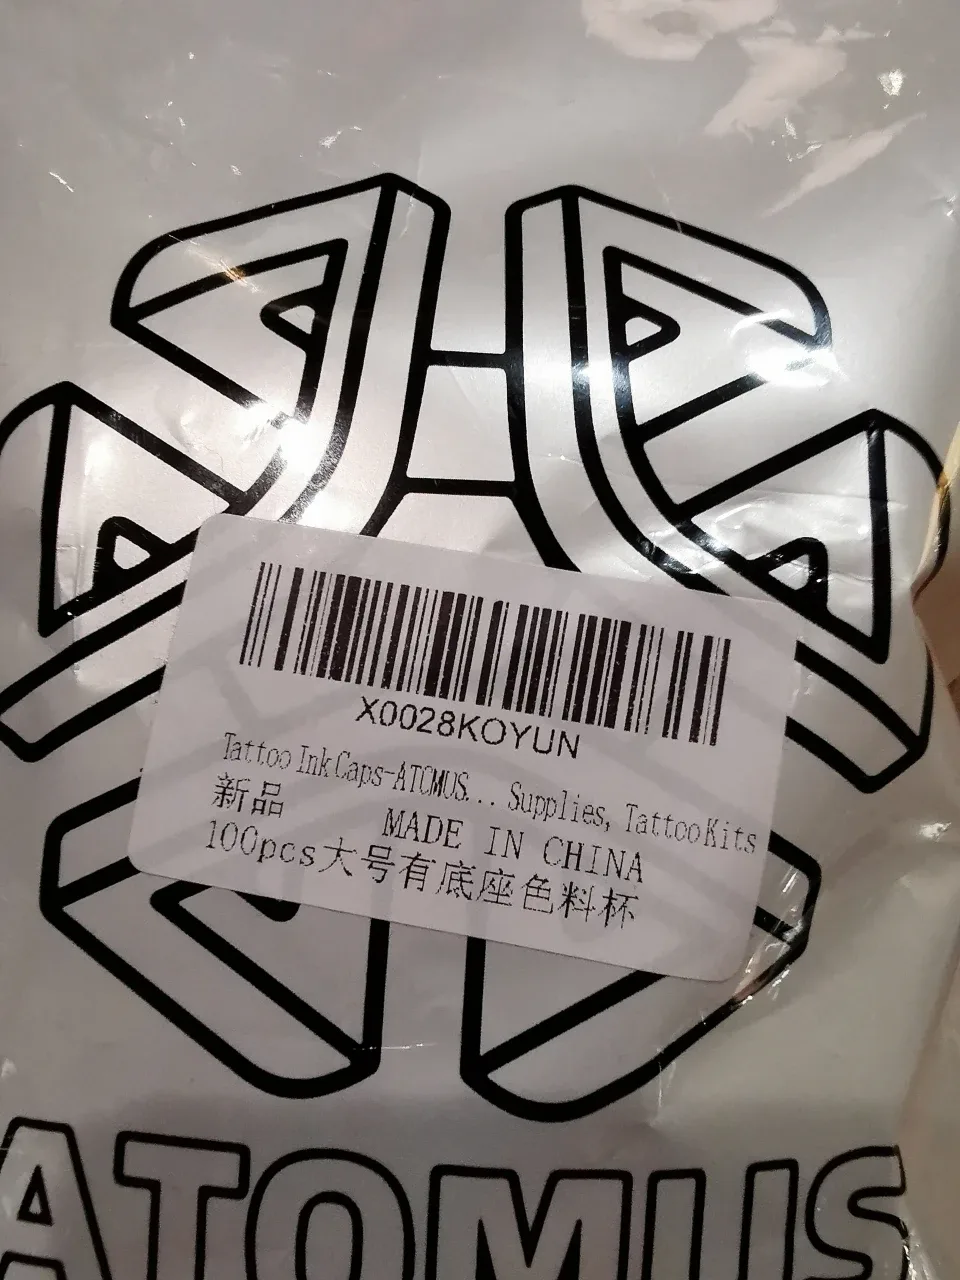 X0028KOYUN
Tattoo Ink Caps-ATOMUS... Supplies, Tattoo Kits
新品 MADE IN CHINA
100pcs大号有底座色料杯
ATOMUS